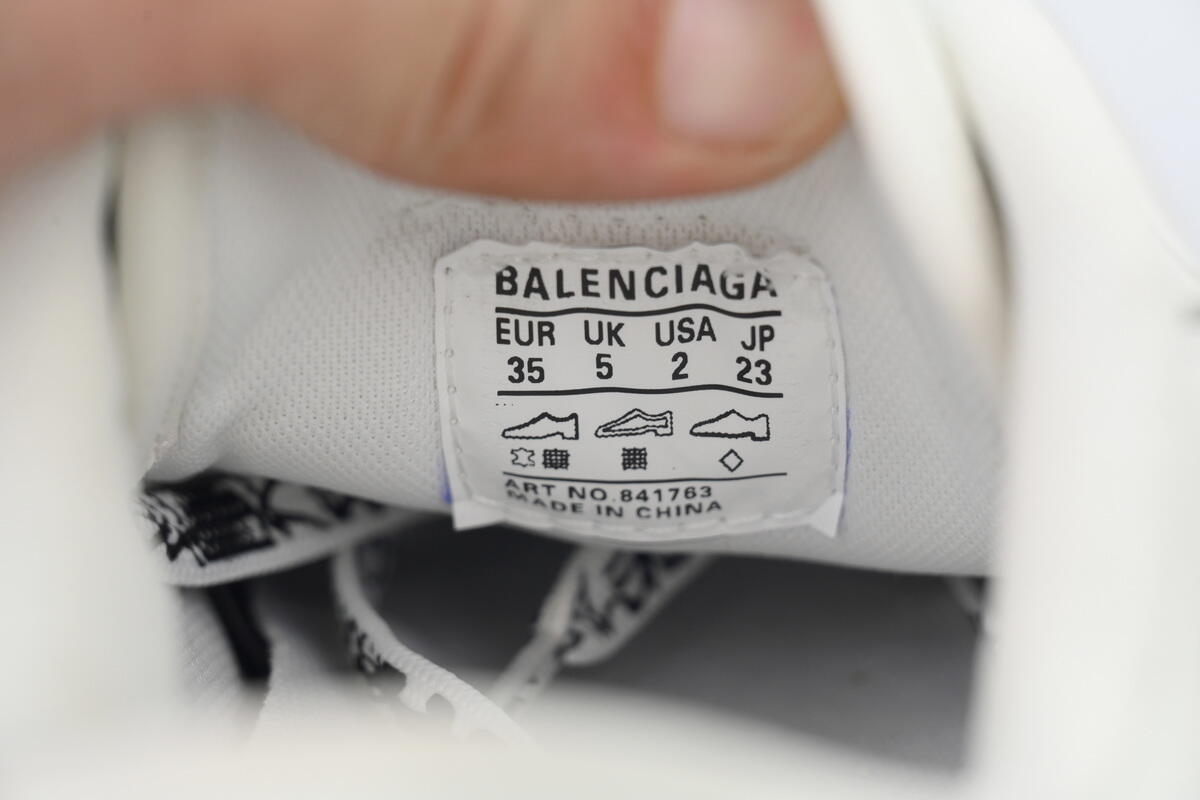 BALENCIAGA
EUR UK USA JP
35 5 2 23
ART NO.841763
MADE IN CHINA